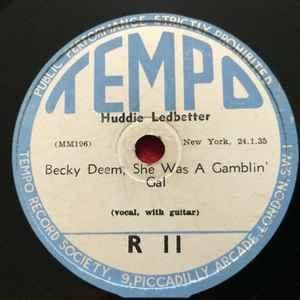 PUBLIC PERFORMANCE STRICTLY PROHIBITED
TEMPO
Huddie Ledbetter
(MM196) New York, 24.1.35
Becky Deem, She Was A Gamblin'
Gal
(vocal, with guitar)
R 11
TEMPO RECORD SOCIETY, 9, PICCADILLY ARCADE, LONDON. S.W.1